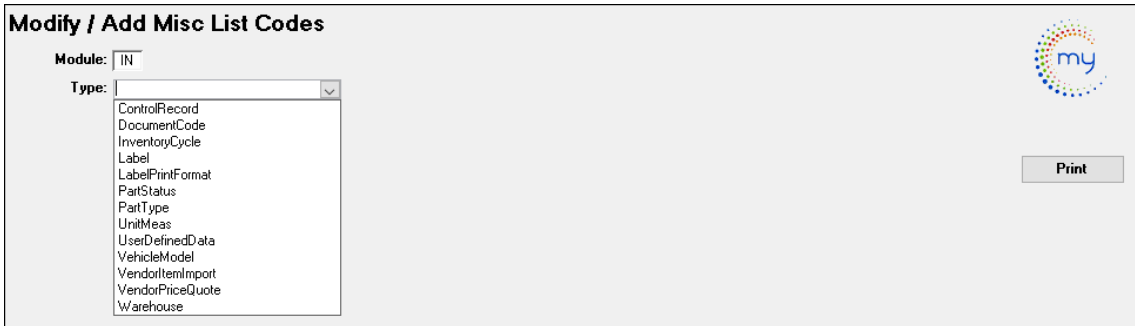 Modify / Add Misc List Codes
my
Module: IN
Type:
ControlRecord
DocumentCode
InventoryCycle
Label
LabelPrintFormat
PartStatus
Print
PartType
UnitMeas
UserDefinedData
VehicleModel
VendorItemImport
VendorPriceQuote
Warehouse